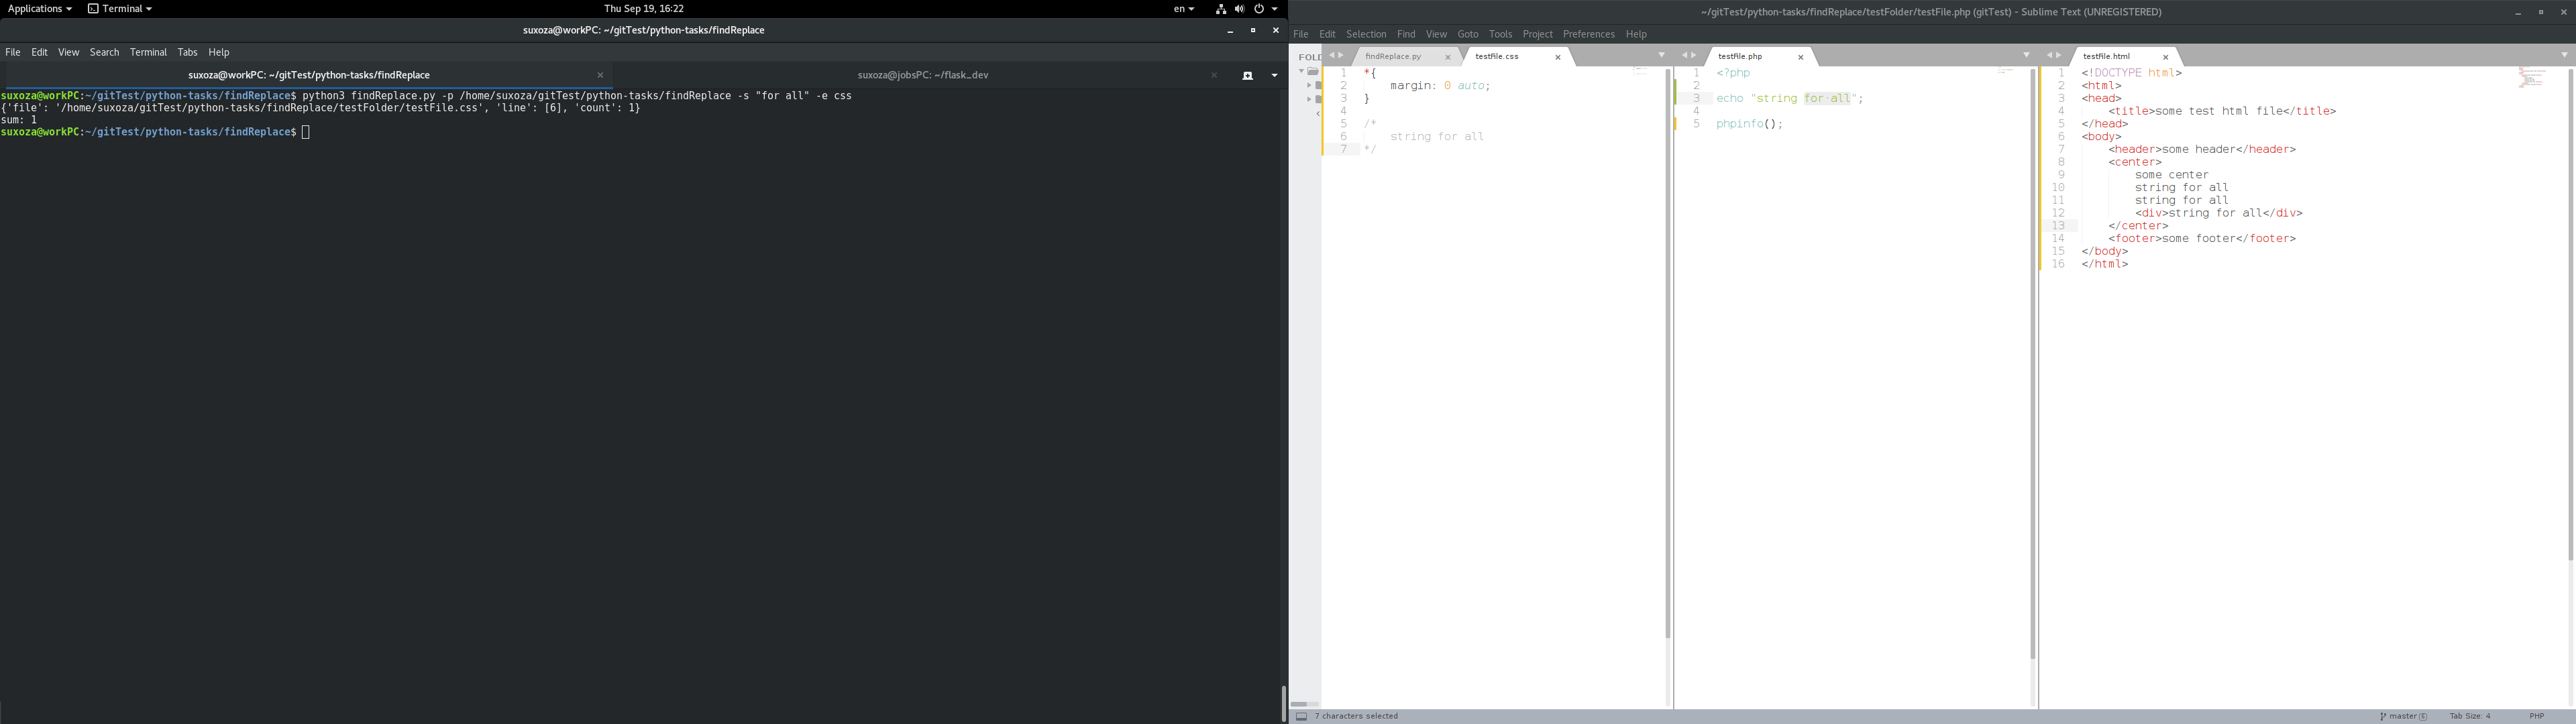 Applications Terminal Thu Sep 19, 16:22 en
suxoza@workPC: ~/gitTest/python-tasks/findReplace
File Edit View Search Terminal Tabs Help
suxoza@workPC: ~/gitTest/python-tasks/findReplace × suxoza@jobsPC: ~/flask_dev ×
suxoza@workPC:~/gitTest/python-tasks/findReplace$ python3 findReplace.py -p /home/suxoza/gitTest/python-tasks/findReplace -s "for all" -e css
{'file': '/home/suxoza/gitTest/python-tasks/findReplace/testFolder/testFile.css', 'line': [6], 'count': 1}
sum: 1
suxoza@workPC:~/gitTest/python-tasks/findReplace$
~/gitTest/python-tasks/findReplace/testFolder/testFile.php (gitTest) - Sublime Text (UNREGISTERED)
File Edit Selection Find View Goto Tools Project Preferences Help
FOLD
findReplace.py × testFile.css ×
1 *{
2 margin: 0 auto;
3 }
4
5 /*
6 string for all
7 */
testFile.php ×
1 <?php
2
3 echo "string for·all";
4
5 phpinfo();
testFile.html ×
1 <!DOCTYPE html>
2 <html>
3 <head>
4 <title>some test html file</title>
5 </head>
6 <body>
7 <header>some header</header>
8 <center>
9 some center
10 string for all
11 string for all
12 <div>string for all</div>
13 </center>
14 <footer>some footer</footer>
15 </body>
16 </html>
7 characters selected master 6 Tab Size: 4 PHP